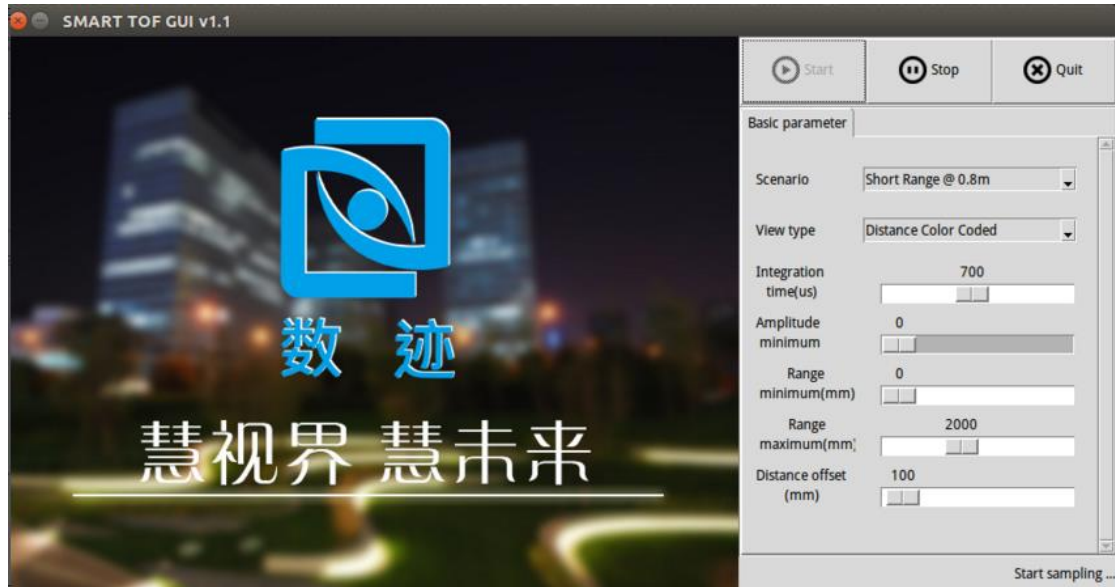 SMART TOF GUI v1.1
Start
Stop
Quit
Basic parameter
Scenario
Short Range @ 0.8m
View type
Distance Color Coded
Integration
time(us)
700
Amplitude
minimum
0
Range
minimum(mm)
0
Range
maximum(mm)
2000
Distance offset
(mm)
100
数 迹
慧视界 慧未来
Start sampling ...